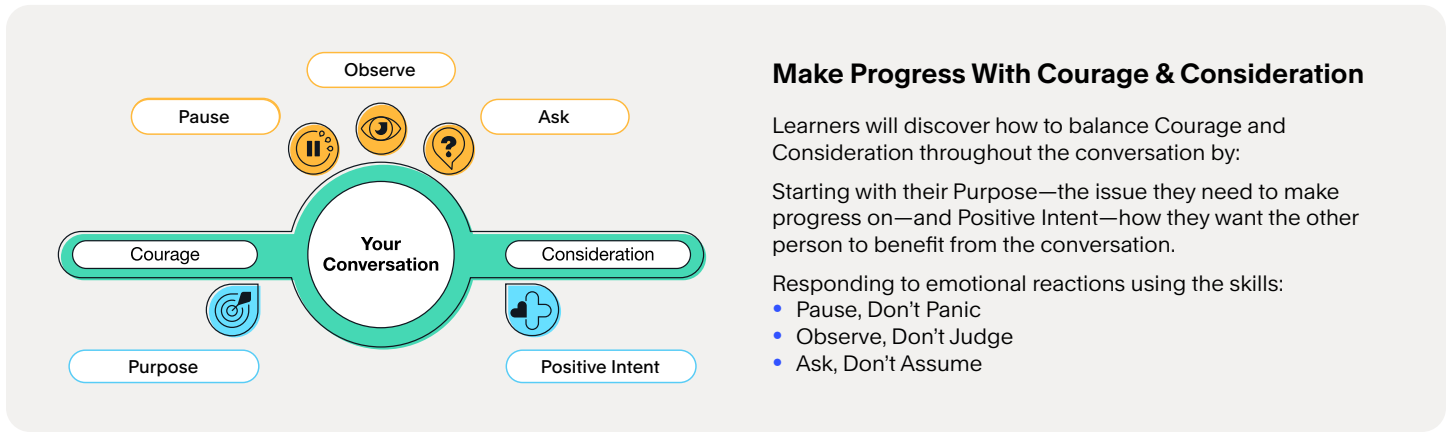 Observe
Pause
Ask
Your
Conversation
Courage
Consideration
Purpose
Positive Intent
Make Progress With Courage & Consideration
Learners will discover how to balance Courage and
Consideration throughout the conversation by:
Starting with their Purpose—the issue they need to make
progress on—and Positive Intent—how they want the other
person to benefit from the conversation.
Responding to emotional reactions using the skills:
• Pause, Don’t Panic
• Observe, Don’t Judge
• Ask, Don’t Assume